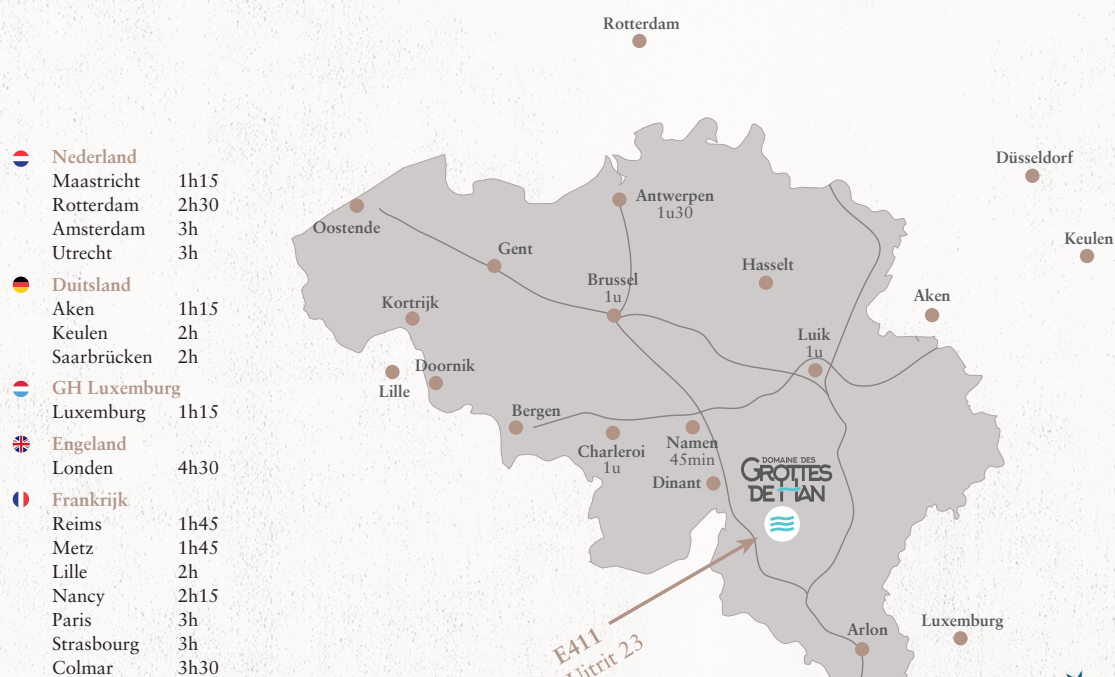 Rotterdam
Düsseldorf
Keulen
Aken
Nederland
Maastricht 1h15
Rotterdam 2h30
Amsterdam 3h
Utrecht 3h
Duitsland
Aken 1h15
Keulen 2h
Saarbrücken 2h
GH Luxemburg
Luxemburg 1h15
Engeland
Londen 4h30
Frankrijk
Reims 1h45
Metz 1h45
Lille 2h
Nancy 2h15
Paris 3h
Strasbourg 3h
Colmar 3h30
Antwerpen
1u30
Oostende
Gent
Hasselt
Brussel
1u
Kortrijk
Luik
1u
Doornik
Lille
Bergen
Charleroi
1u
Namen
45min
Dinant
DOMAINE DES
GROTTES
DE HAN
E411
Uitrit 23
Arlon
Luxemburg